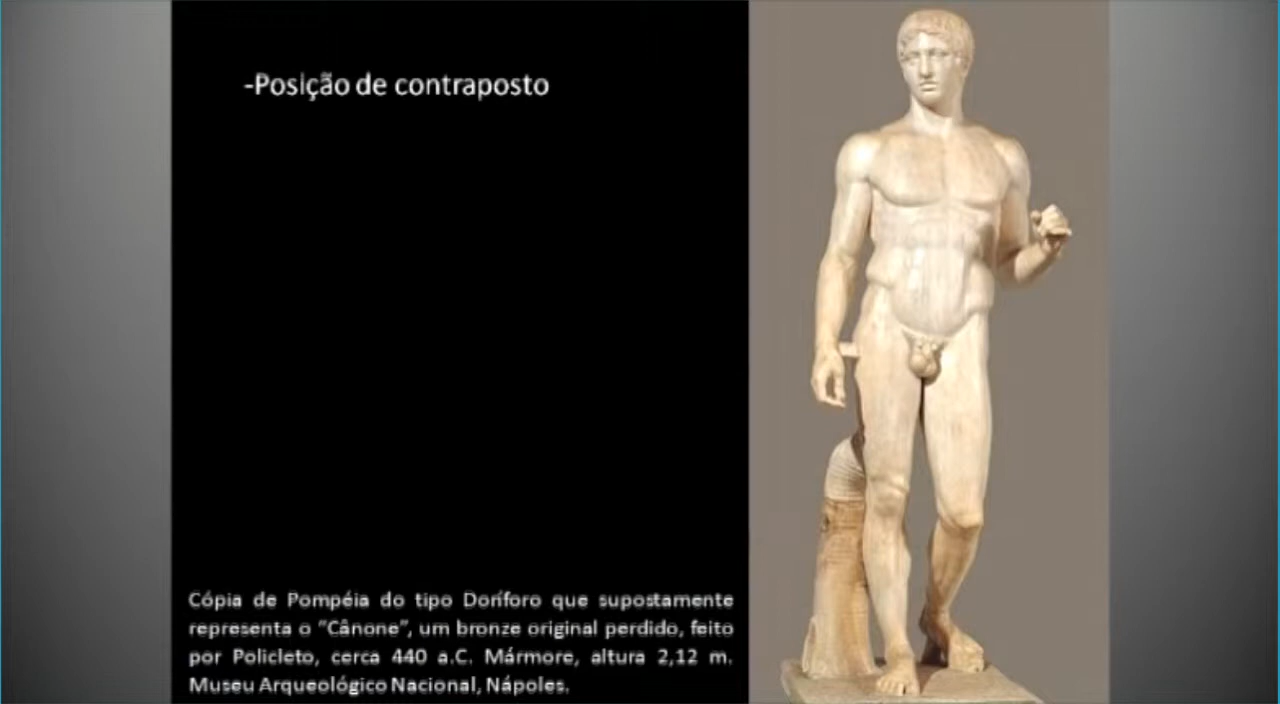 -Posição de contraposto
Cópia de Pompéia do tipo Doríforo que supostamente
representa o "Cânone", um bronze original perdido, feito
por Policleto, cerca 440 a.C. Mármore, altura 2,12 m.
Museu Arqueológico Nacional, Nápoles.